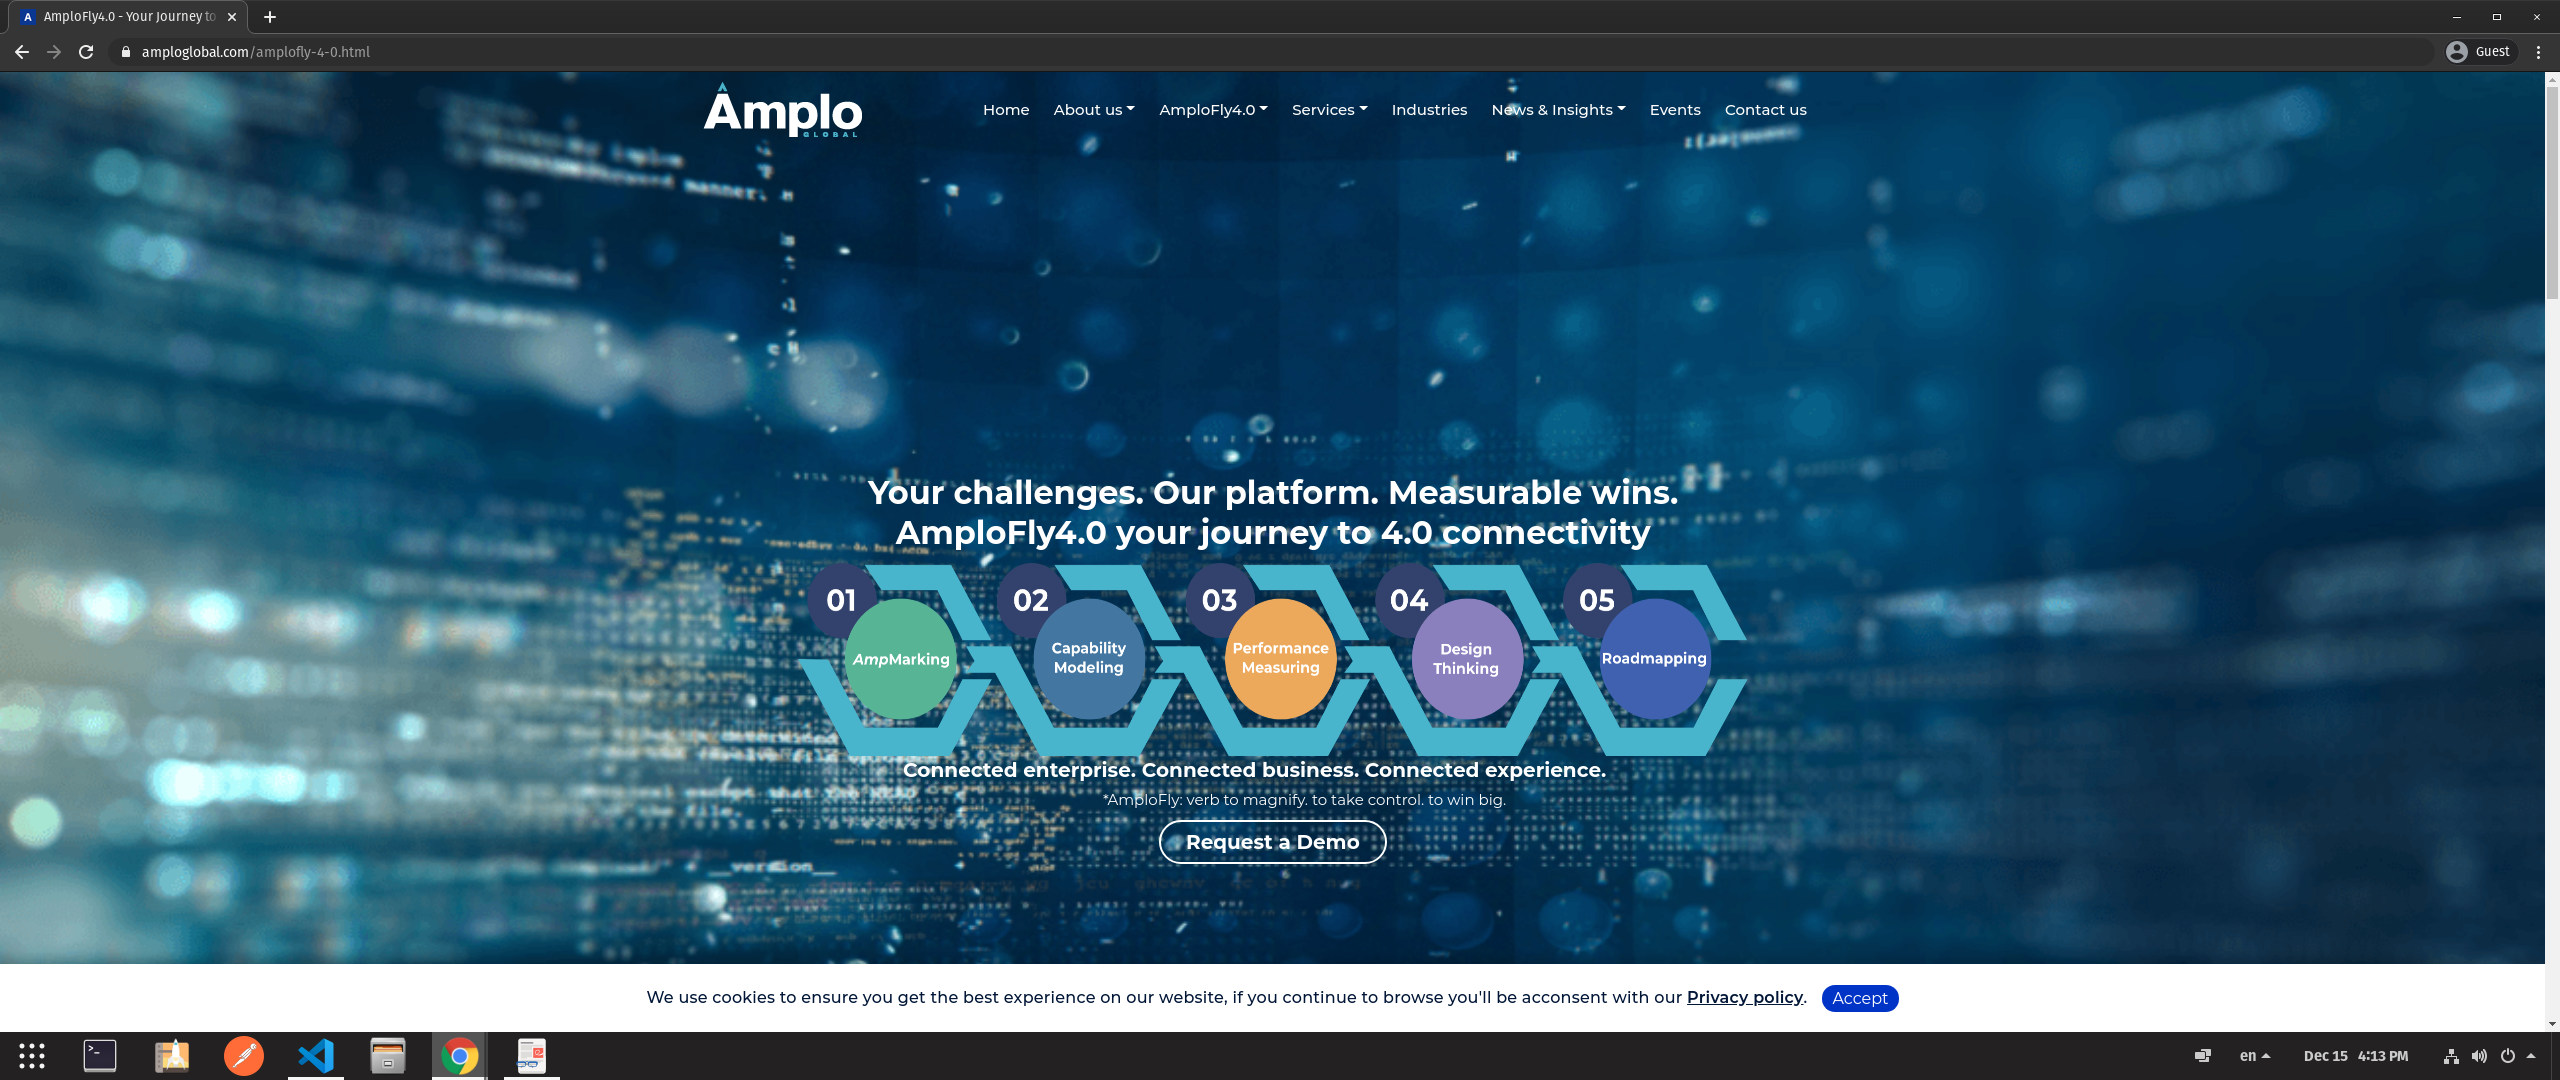 AmploFly4.0 - Your Journey to
amploglobal.com/amplofly-4-0.html
Guest
Amplo
GLOBAL
Home About us AmploFly4.0 Services Industries News & Insights Events Contact us
Your challenges. Our platform. Measurable wins.
AmploFly4.0 your journey to 4.0 connectivity
01 02 03 04 05
AmpMarking
Capability
Modeling
Performance
Measuring
Design
Thinking
Roadmapping
Connected enterprise. Connected business. Connected experience.
*AmploFly: verb to magnify. to take control. to win big.
Request a Demo
We use cookies to ensure you get the best experience on our website, if you continue to browse you'll be acconsent with our Privacy policy. Accept
en Dec 15 4:13 PM